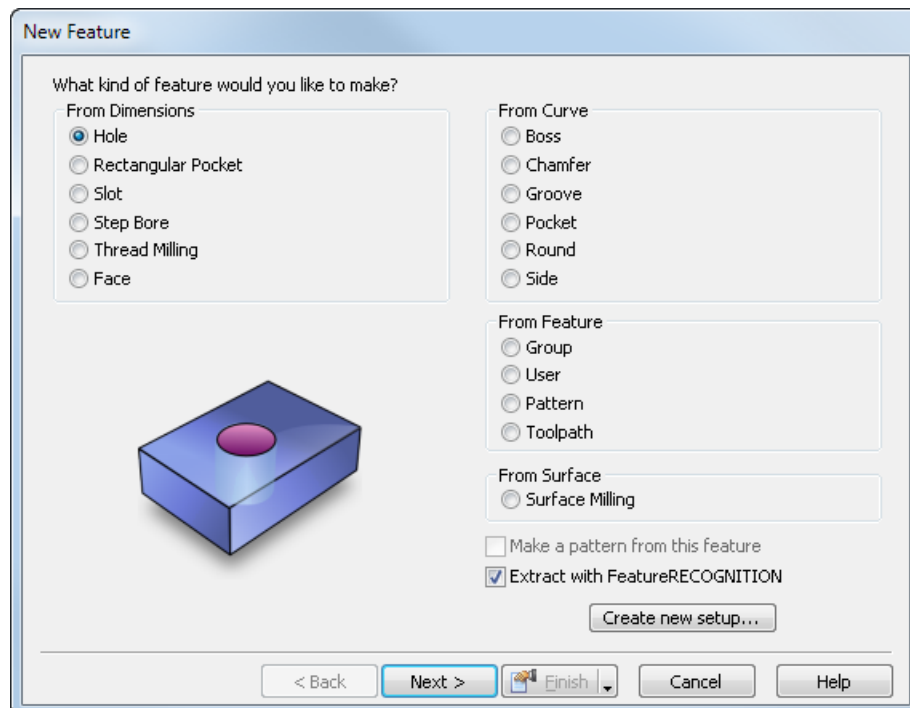 New Feature
What kind of feature would you like to make?
From Dimensions
Hole
Rectangular Pocket
Slot
Step Bore
Thread Milling
Face
From Curve
Boss
Chamfer
Groove
Pocket
Round
Side
From Feature
Group
User
Pattern
Toolpath
From Surface
Surface Milling
Make a pattern from this feature
Extract with FeatureRECOGNITION
Create new setup...
< Back
Next >
Finish
Cancel
Help